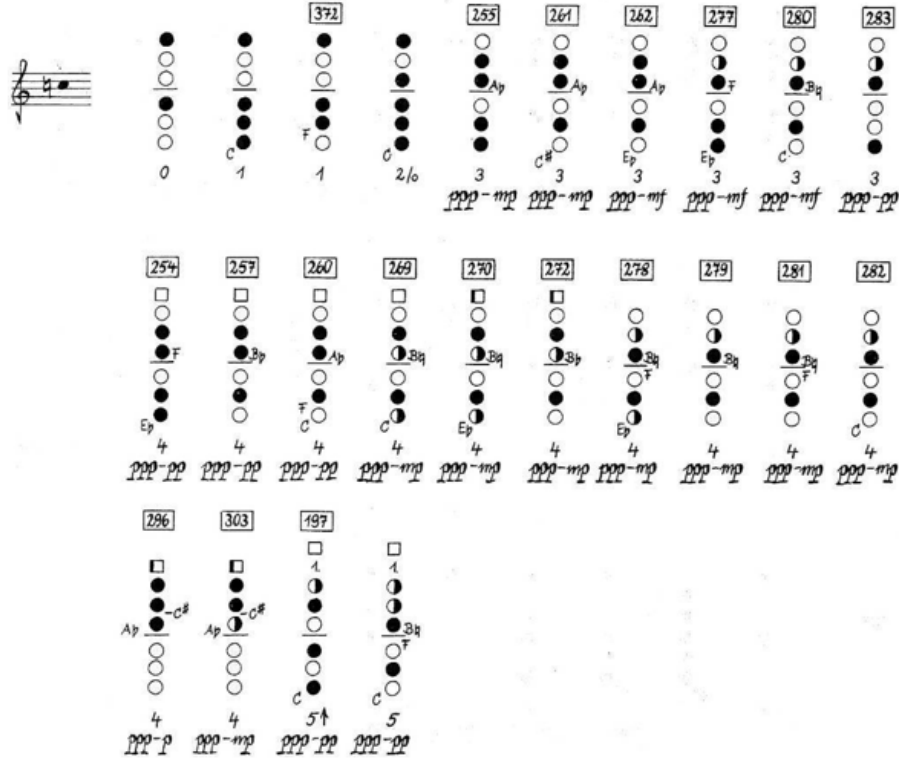 372 255 261 262 277 280 283
Ab Ab Ab F B♮
F
C C C# Eb Eb C
0 1 1 2/0 3 3 3 3 3 3
ppp-mp ppp-mp ppp-mf ppp-mf ppp-mf ppp-pp
254 257 260 269 270 272 278 279 281 282
F Bb Ab B♮ B♮ Bb B♮ B♮ B♮
F F F
Eb C C Eb Eb C
4 4 4 4 4 4 4 4 4 4
ppp-pp ppp-pp ppp-pp ppp-mp ppp-mp ppp-mp ppp-mp ppp-mp ppp-mp ppp-mp
296 303 197
1. 1.
-C# -C#
Ab Ab B♮
F
C C
4 4 5↑ 5
ppp-p ppp-mp ppp-pp ppp-pp